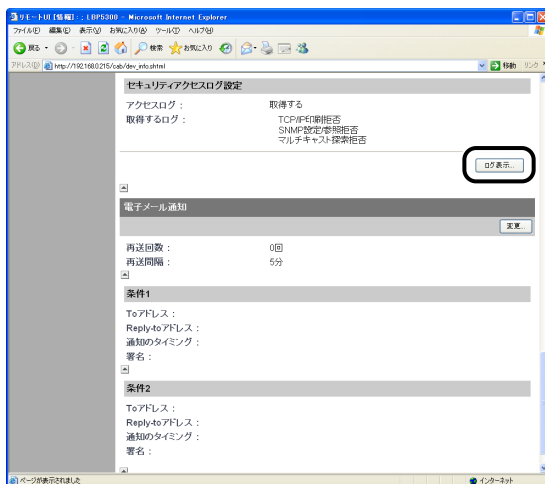 リモートUI [情報] : ; LBP5300 - Microsoft Internet Explorer
ファイル(F) 編集(E) 表示(V) お気に入り(A) ツール(T) ヘルプ(H)
戻る 検索 お気に入り
アドレス(D) http://192.168.0.215/cab/dev_info.shtml 移動 リンク
セキュリティアクセスログ設定
アクセスログ： 取得する
取得するログ： TCP/IP印刷拒否
SNMP設定/参照拒否
マルチキャスト探索拒否
ログ表示...
電子メール通知
変更...
再送回数： 0回
再送間隔： 5分
条件1
Toアドレス：
Reply-toアドレス：
通知のタイミング：
署名：
条件2
Toアドレス：
Reply-toアドレス：
通知のタイミング：
署名：
ページが表示されました インターネット